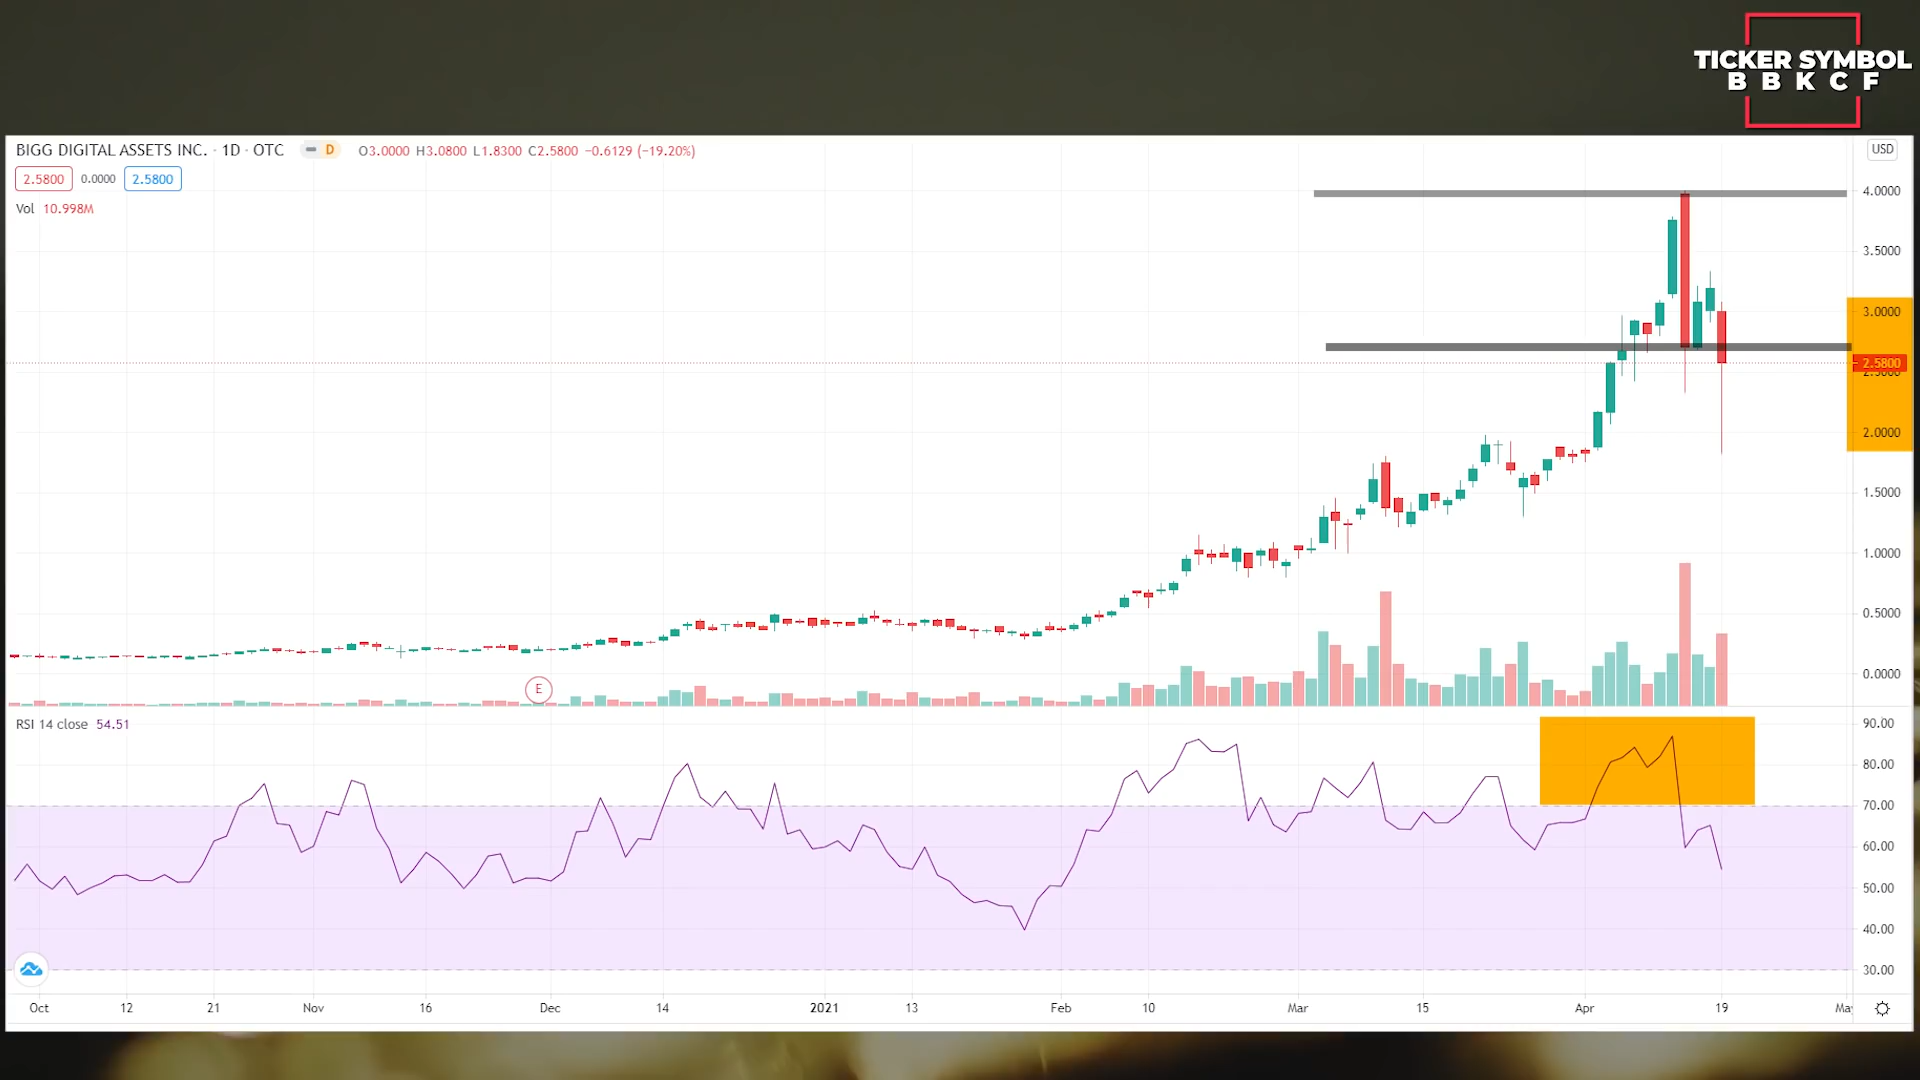 TICKER SYMBOL
BBKCF
BIGG DIGITAL ASSETS INC. · 1D · OTC D O3.0000 H3.0800 L1.8300 C2.5800 −0.6129 (−19.20%)
USD
2.5800 0.0000 2.5800
Vol 10.998M
4.0000
3.5000
3.0000
2.5800
2.5000
2.0000
1.5000
1.0000
0.5000
0.0000
E
RSI 14 close 54.51
90.00
80.00
70.00
60.00
50.00
40.00
30.00
Oct 12 21 Nov 16 Dec 14 2021 13 Feb 10 Mar 15 Apr 19 May